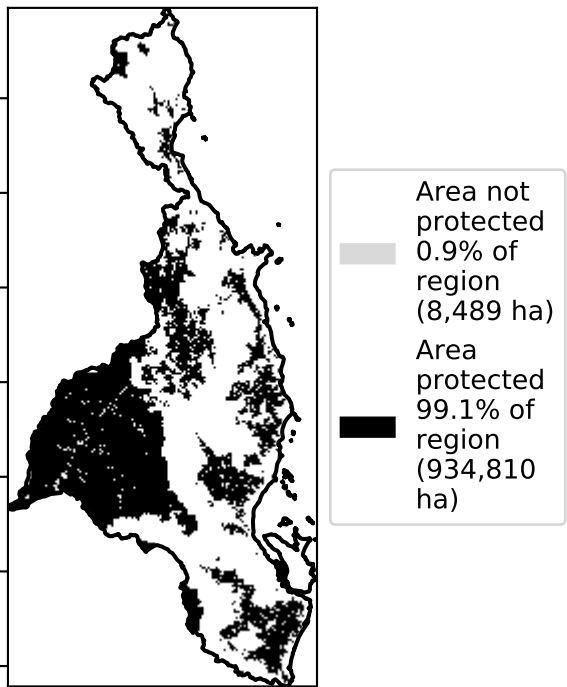 Area not
protected
0.9% of
region
(8,489 ha)
Area
protected
99.1% of
region
(934,810
ha)